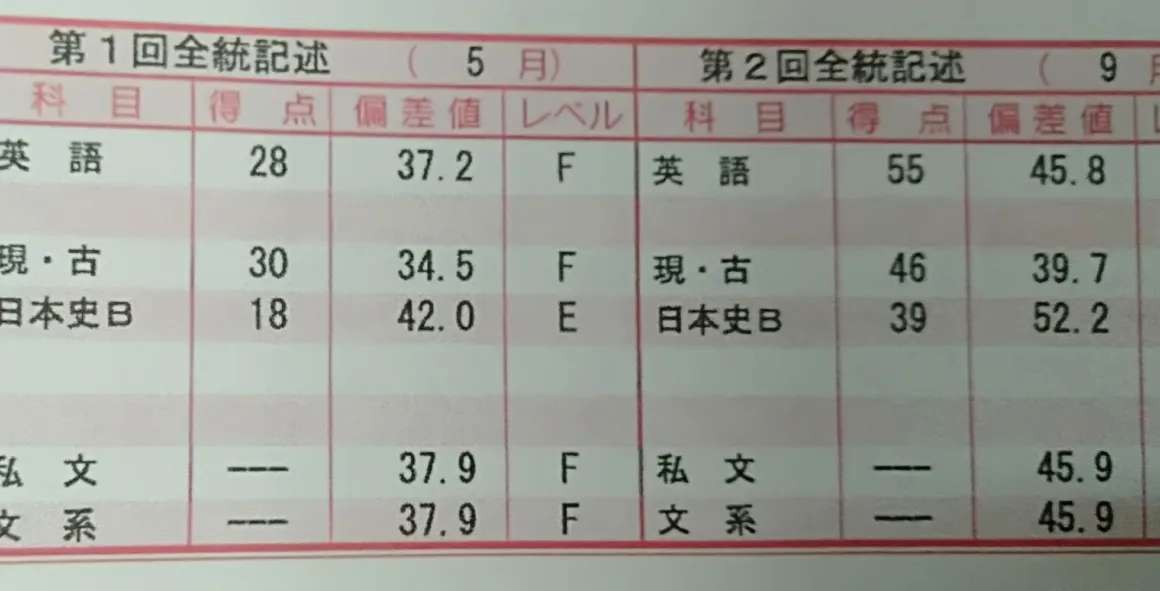 第1回全統記述 ( 5 月) 第2回全統記述 ( 9
科目 得点 偏差値 レベル 科目 得点 偏差値
英語 28 37.2 F 英語 55 45.8
現・古 30 34.5 F 現・古 46 39.7
日本史B 18 42.0 E 日本史B 39 52.2
私文 --- 37.9 F 私文 --- 45.9
文系 --- 37.9 F 文系 --- 45.9